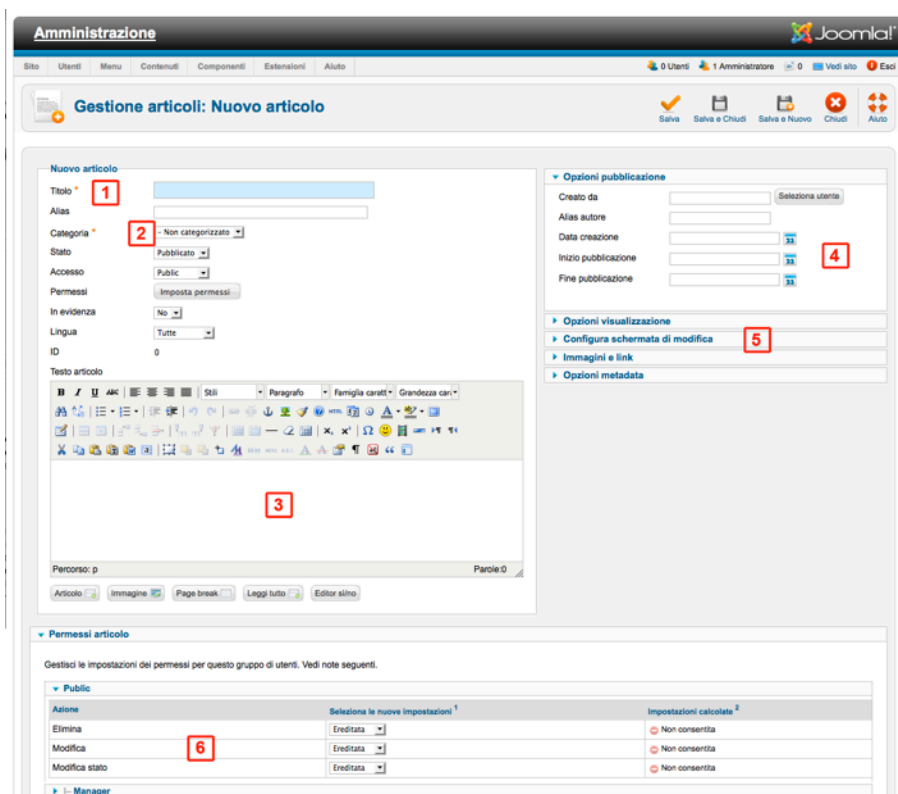 Amministrazione
Joomla!
Sito Utenti Menu Contenuti Componenti Estensioni Aiuto
0 Utenti 1 Amministratore 0 Vedi sito Esci
Gestione articoli: Nuovo articolo
Salva Salva e Chiudi Salva e Nuovo Chiudi Aiuto
Nuovo articolo
Titolo * 1
Alias
Categoria * 2 - Non categorizzato
Stato Pubblicato
Accesso Public
Permessi Imposta permessi
In evidenza No
Lingua Tutte
ID 0
Testo articolo
B I U ABC Stili Paragrafo Famiglia caratt Grandezza cari
HTML A
x, x' Ω
A A ¶ “
3
Percorso: p Parole:0
Articolo Immagine Page break Leggi tutto Editor si/no
Opzioni pubblicazione
Creato da Seleziona utente
Alias autore
Data creazione
Inizio pubblicazione 4
Fine pubblicazione
Opzioni visualizzazione
Configura schermata di modifica 5
Immagini e link
Opzioni metadata
Permessi articolo
Gestisci le impostazioni dei permessi per questo gruppo di utenti. Vedi note seguenti.
Public
Azione Seleziona le nuove impostazioni 1 Impostazioni calcolate 2
Elimina Ereditata Non consentita
Modifica 6 Ereditata Non consentita
Modifica stato Ereditata Non consentita
|– Manager